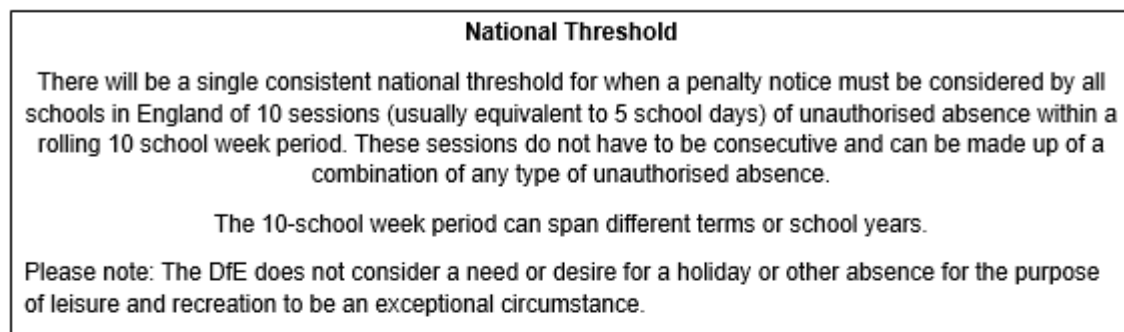 National Threshold
There will be a single consistent national threshold for when a penalty notice must be considered by all
schools in England of 10 sessions (usually equivalent to 5 school days) of unauthorised absence within a
rolling 10 school week period. These sessions do not have to be consecutive and can be made up of a
combination of any type of unauthorised absence.
The 10-school week period can span different terms or school years.
Please note: The DfE does not consider a need or desire for a holiday or other absence for the purpose
of leisure and recreation to be an exceptional circumstance.